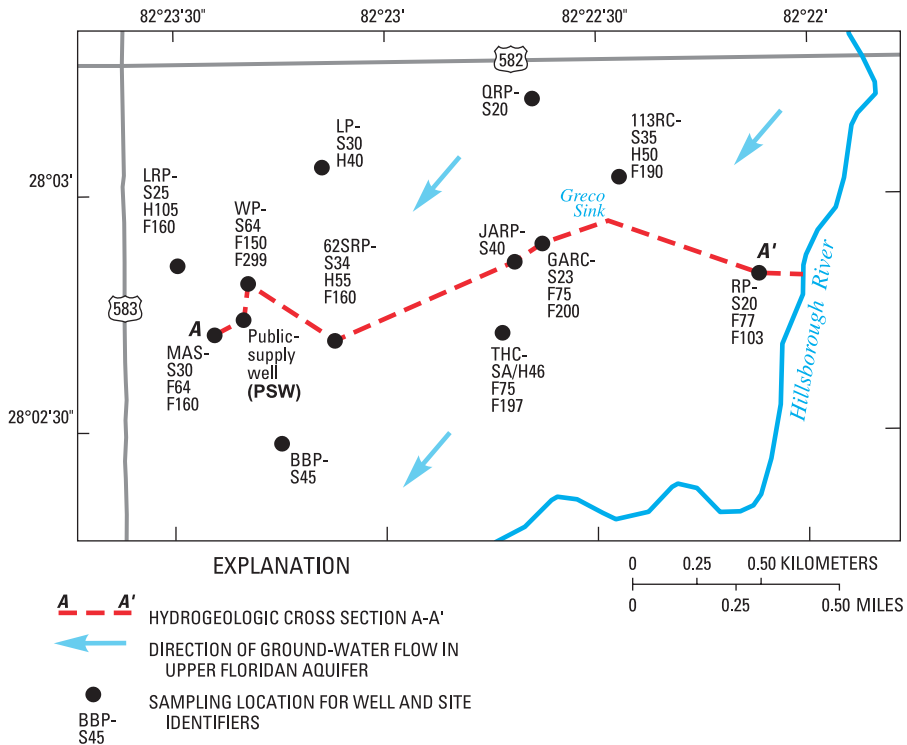 82°23'30"
82°23'
82°22'30"
82°22'
582
QRP-
S20
LP-
S30
H40
113RC-
S35
H50
F190
28°03'
LRP-
S25
H105
F160
WP-
S64
F150
F299
Greco
Sink
62SRP-
S34
H55
F160
JARP-
S40
GARC-
S23
F75
F200
A'
RP-
S20
F77
F103
583
A
MAS-
S30
F64
F160
Public-
supply
well
(PSW)
THC-
SA/H46
F75
F197
Hillsborough River
28°02'30"
BBP-
S45
EXPLANATION
A A' HYDROGEOLOGIC CROSS SECTION A-A'
DIRECTION OF GROUND-WATER FLOW IN
UPPER FLORIDAN AQUIFER
BBP-
S45
SAMPLING LOCATION FOR WELL AND SITE
IDENTIFIERS
0 0.25 0.50 KILOMETERS
0 0.25 0.50 MILES